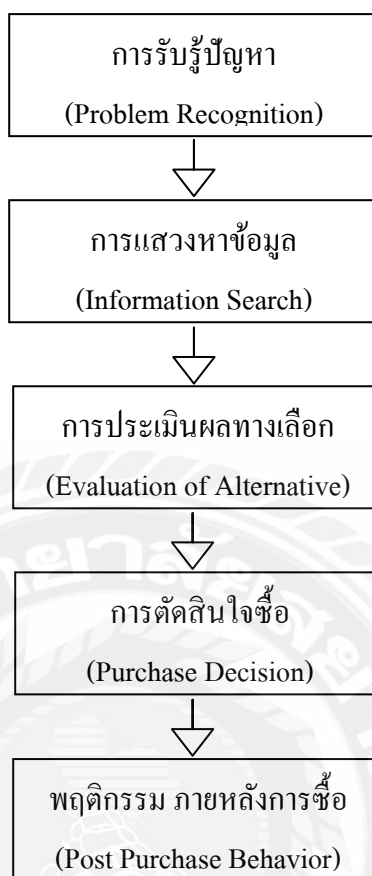 การรับรู้ปัญหา
(Problem Recognition)
การแสวงหาข้อมูล
(Information Search)
การประเมินผลทางเลือก
(Evaluation of Alternative)
การตัดสินใจซื้อ
(Purchase Decision)
พฤติกรรม ภายหลังการซื้อ
(Post Purchase Behavior)